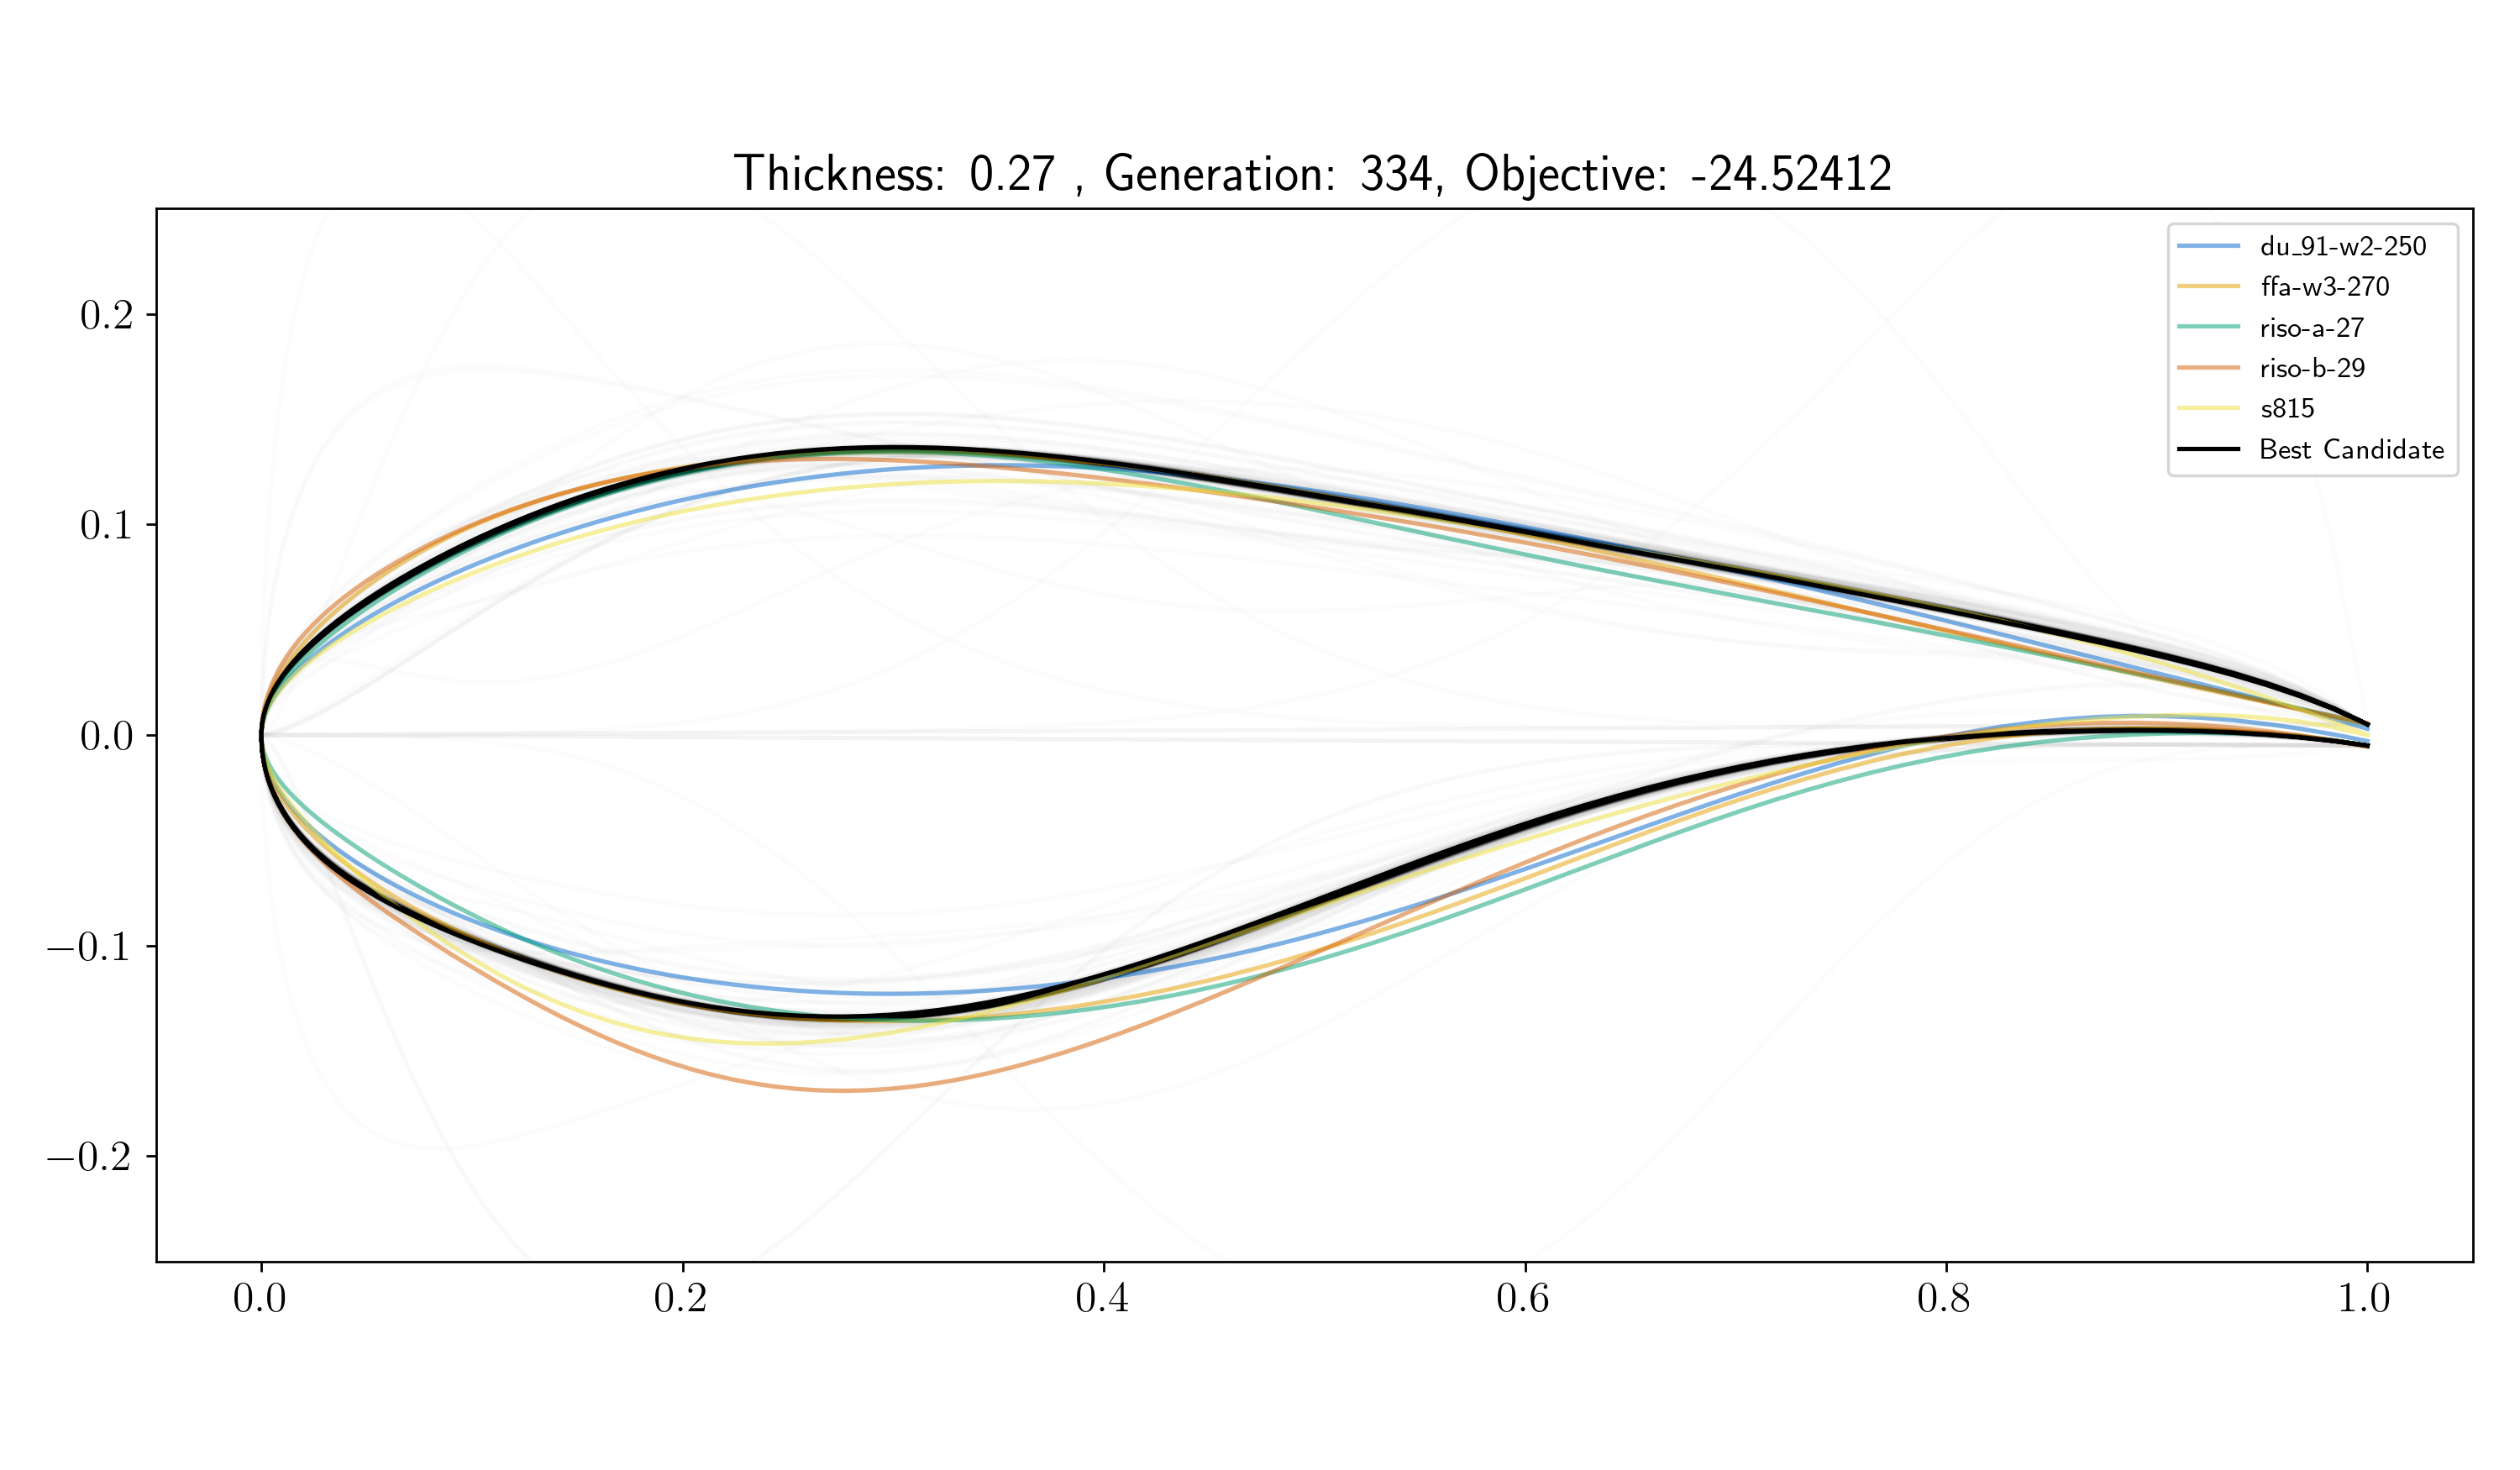 Thickness: 0.27 , Generation: 334, Objective: -24.52412
du_91-w2-250
ffa-w3-270
riso-a-27
riso-b-29
s815
Best Candidate
0.2
0.1
0.0
−0.1
−0.2
0.0 0.2 0.4 0.6 0.8 1.0